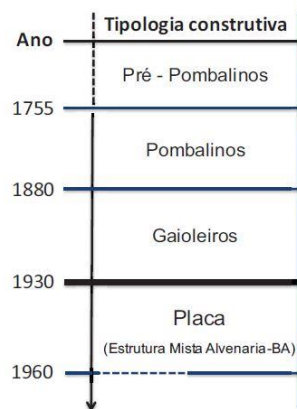 Ano
Tipologia construtiva
Pré - Pombalinos
1755
Pombalinos
1880
Gaioleiros
1930
Placa
(Estrutura Mista Alvenaria-BA)
1960